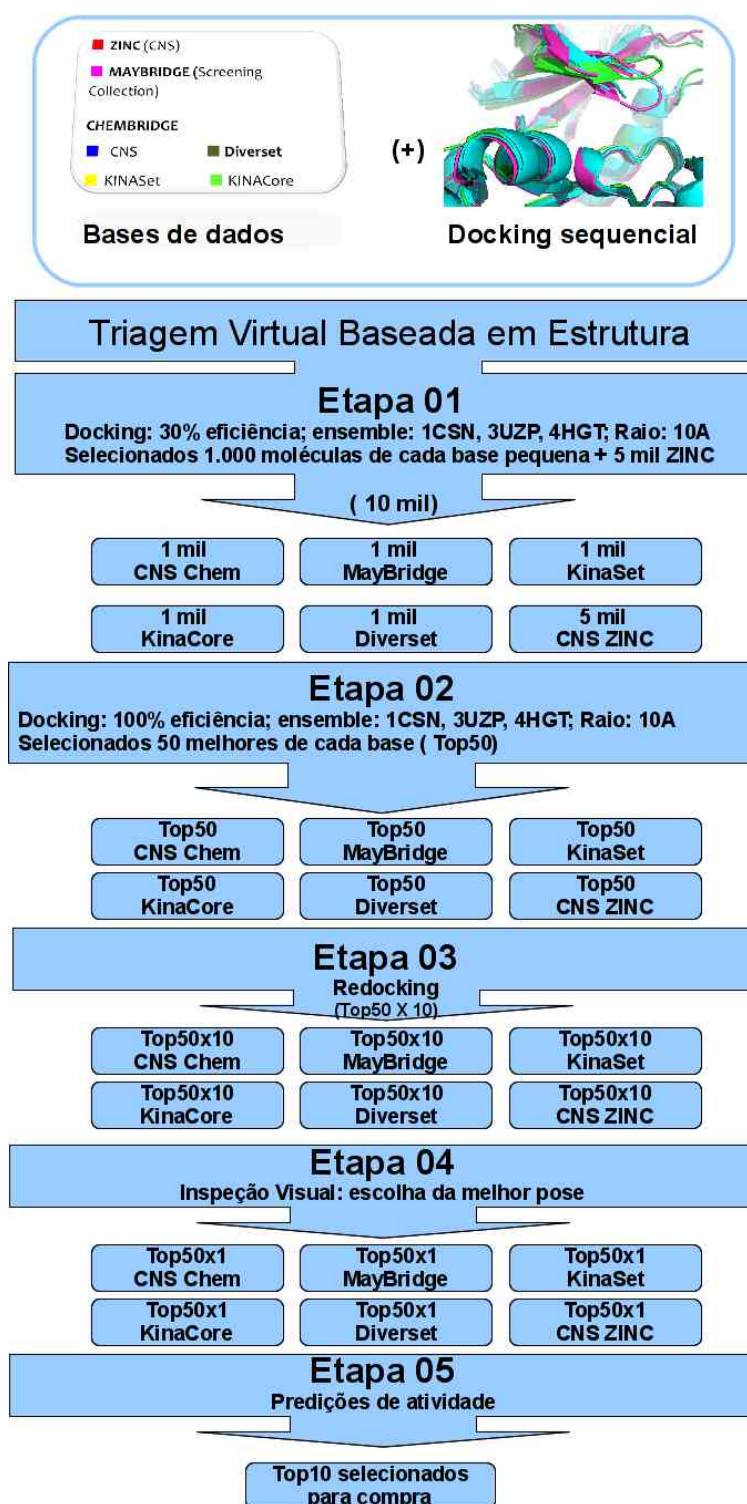 ZINC (CNS)
MAYBRIDGE (Screening
Collection)
CHEMBRIDGE
CNS Diverset
KINASet KINACore
(+)
Bases de dados Docking sequencial
Triagem Virtual Baseada em Estrutura
Etapa 01
Docking: 30% eficiência; ensemble: 1CSN, 3UZP, 4HGT; Raio: 10A
Selecionados 1.000 moléculas de cada base pequena + 5 mil ZINC
( 10 mil)
1 mil 1 mil 1 mil
CNS Chem MayBridge KinaSet
1 mil 1 mil 5 mil
KinaCore Diverset CNS ZINC
Etapa 02
Docking: 100% eficiência; ensemble: 1CSN, 3UZP, 4HGT; Raio: 10A
Selecionados 50 melhores de cada base ( Top50)
Top50 Top50 Top50
CNS Chem MayBridge KinaSet
Top50 Top50 Top50
KinaCore Diverset CNS ZINC
Etapa 03
Redocking
(Top50 X 10)
Top50x10 Top50x10 Top50x10
CNS Chem MayBridge KinaSet
Top50x10 Top50x10 Top50x10
KinaCore Diverset CNS ZINC
Etapa 04
Inspeção Visual: escolha da melhor pose
Top50x1 Top50x1 Top50x1
CNS Chem MayBridge KinaSet
Top50x1 Top50x1 Top50x1
KinaCore Diverset CNS ZINC
Etapa 05
Predições de atividade
Top10 selecionados
para compra